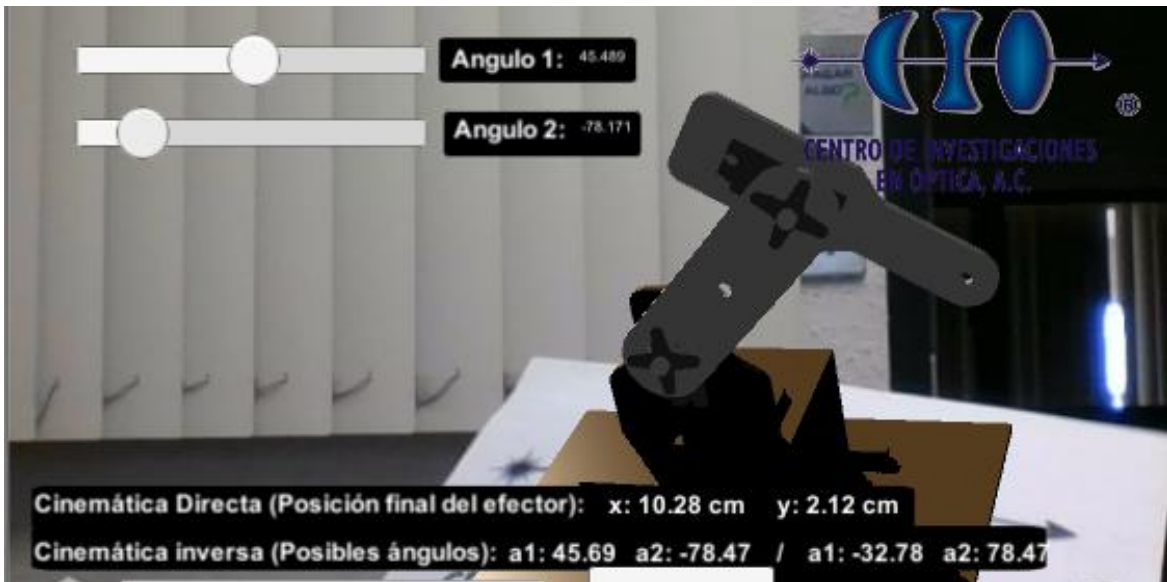 Angulo 1: 45.489
Angulo 2: -78.171
CENTRO DE INVESTIGACIONES
EN ÓPTICA, A.C.
Cinemática Directa (Posición final del efector): x: 10.28 cm y: 2.12 cm
Cinemática inversa (Posibles ángulos): a1: 45.69 a2: -78.47 / a1: -32.78 a2: 78.47